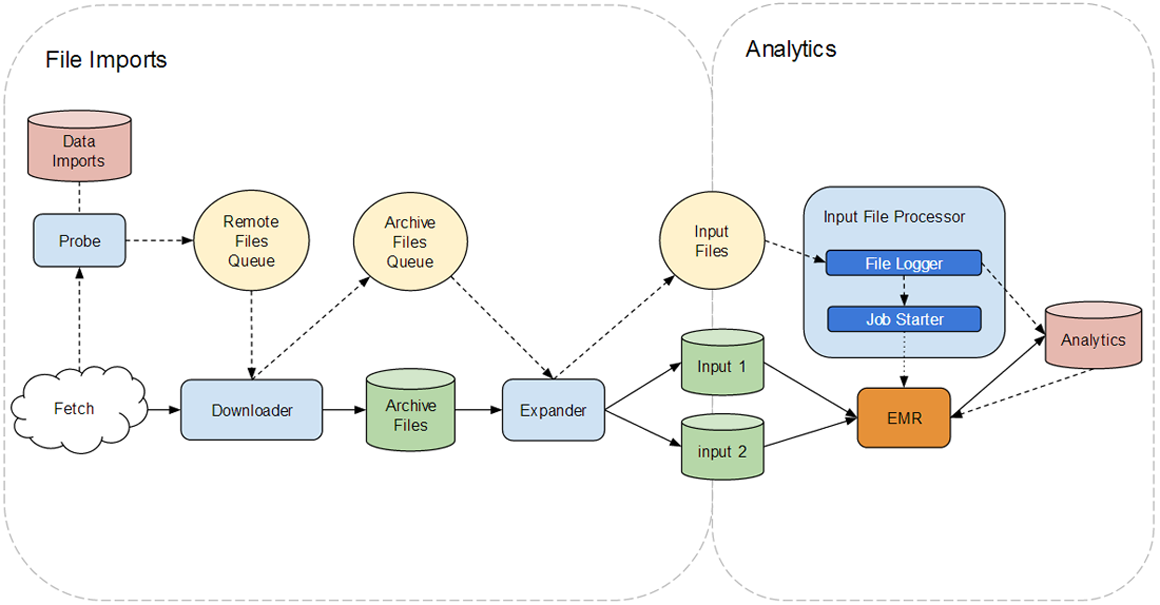 File Imports
Analytics
Data
Imports
Probe
Remote
Files
Queue
Archive
Files
Queue
Input
Files
Input File Processor
File Logger
Job Starter
Analytics
Fetch
Downloader
Archive
Files
Expander
Input 1
input 2
EMR